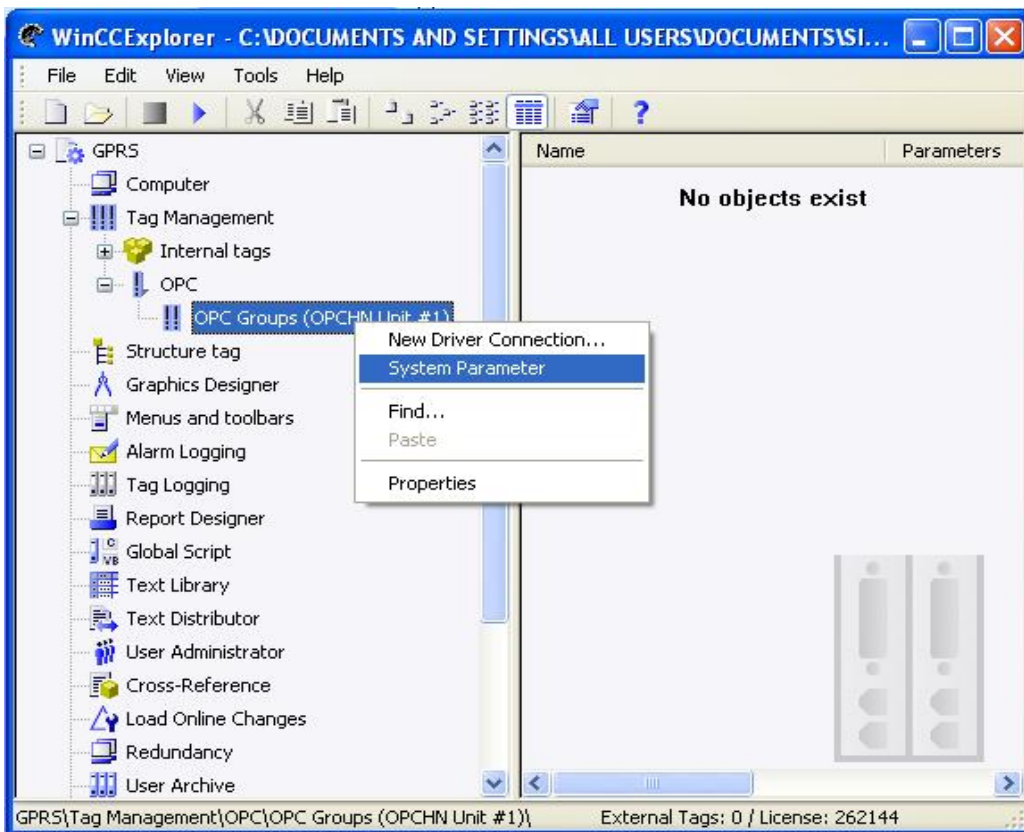 WinCCExplorer - C:\DOCUMENTS AND SETTINGS\ALL USERS\DOCUMENTS\SI...
File Edit View Tools Help
GPRS
Computer
Tag Management
Internal tags
OPC
OPC Groups (OPCHN Unit #1)
Structure tag
Graphics Designer
Menus and toolbars
Alarm Logging
Tag Logging
Report Designer
Global Script
Text Library
Text Distributor
User Administrator
Cross-Reference
Load Online Changes
Redundancy
User Archive
New Driver Connection...
System Parameter
Find...
Paste
Properties
Name Parameters
No objects exist
GPRS\Tag Management\OPC\OPC Groups (OPCHN Unit #1)\ External Tags: 0 / License: 262144